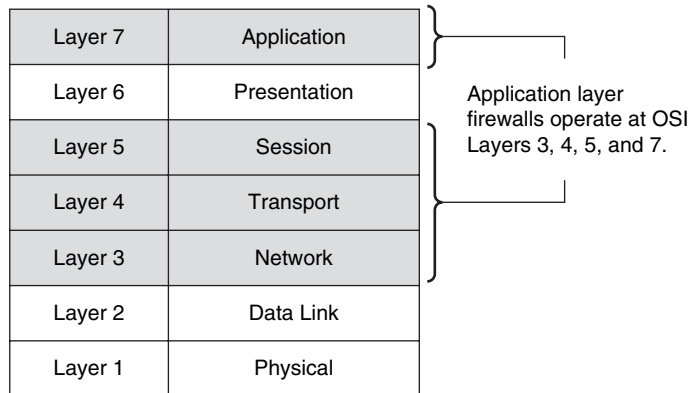 Layer 7 Application
Layer 6 Presentation
Layer 5 Session
Layer 4 Transport
Layer 3 Network
Layer 2 Data Link
Layer 1 Physical
Application layer
firewalls operate at OSI
Layers 3, 4, 5, and 7.